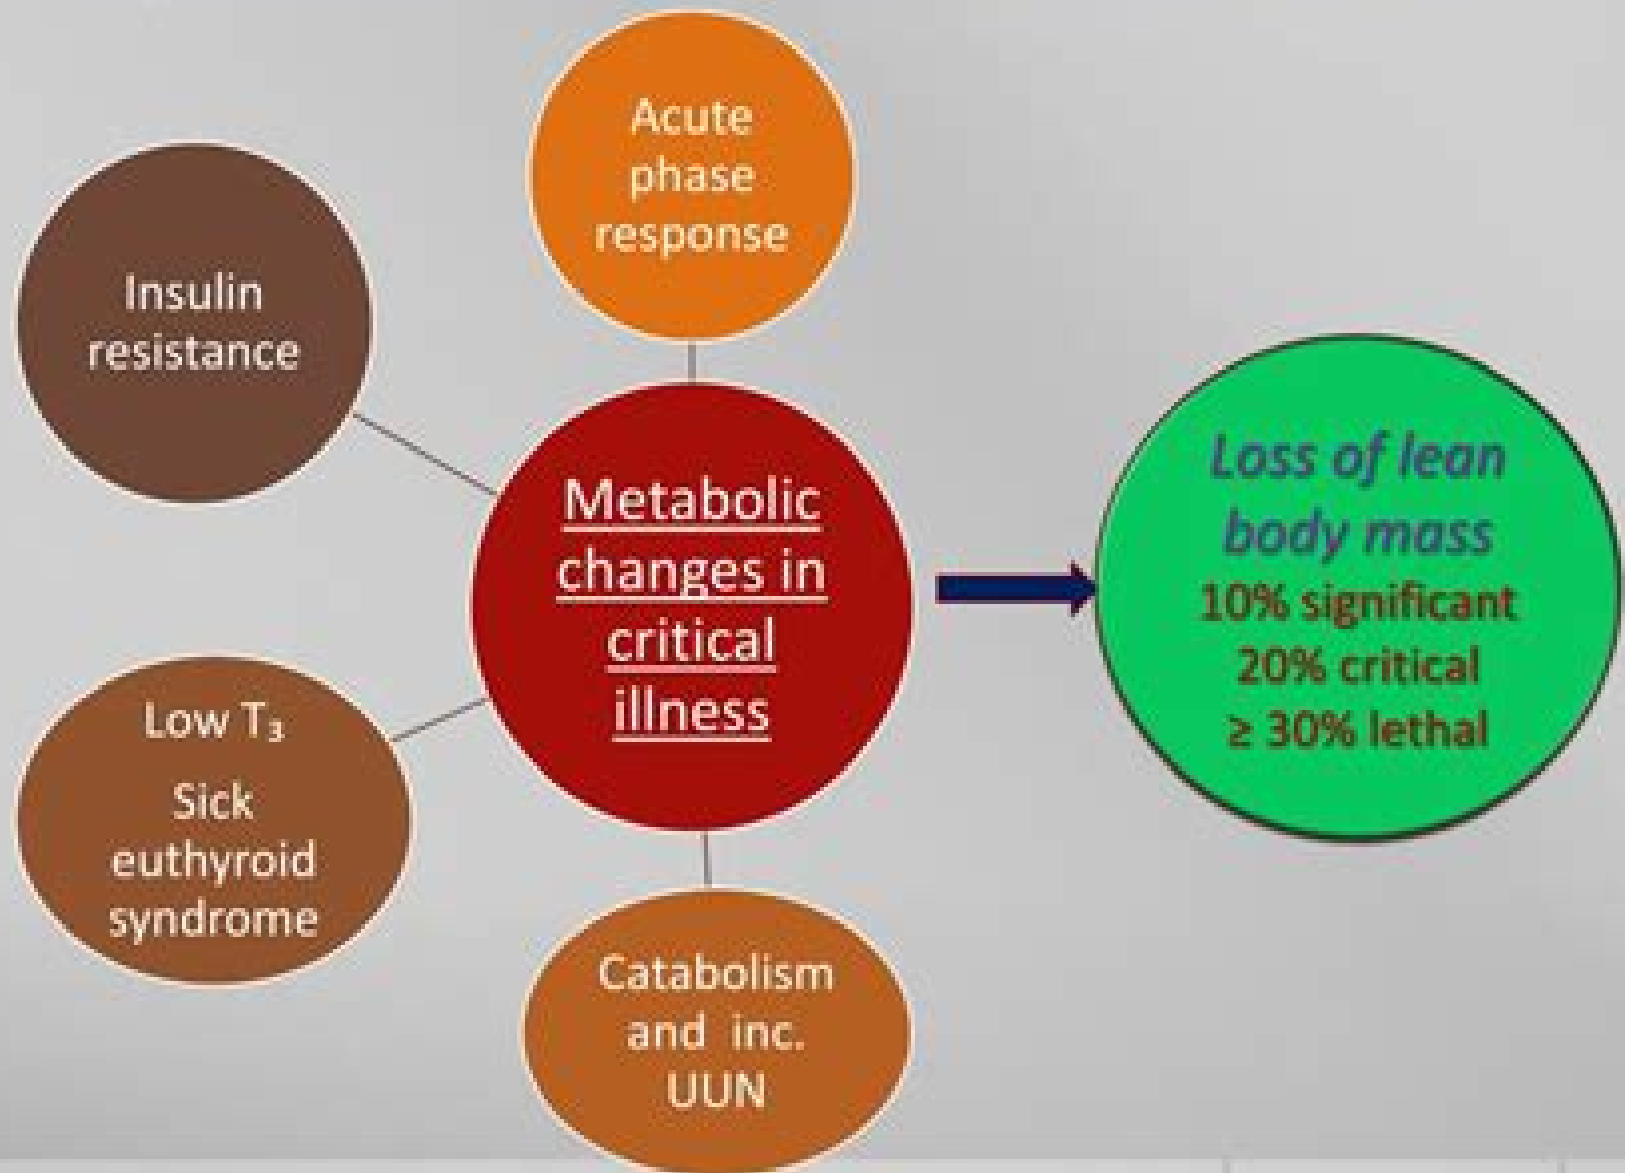 Acute
phase
response
Insulin
resistance
Metabolic
changes in
critical
illness
Loss of lean
body mass
10% significant
20% critical
≥ 30% lethal
Low T₃
Sick
euthyroid
syndrome
Catabolism
and inc.
UUN